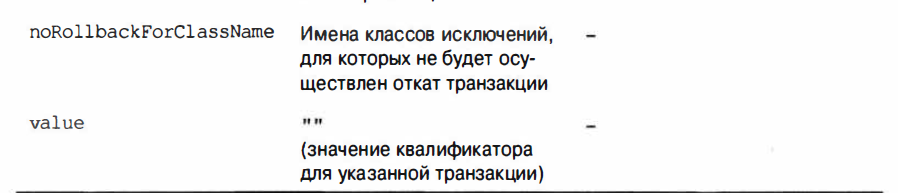 noRollbackForClassName Имена классов исключений, –
для которых не будет осу-
ществлен откат транзакции
value "" –
(значение квалификатора
для указанной транзакции)